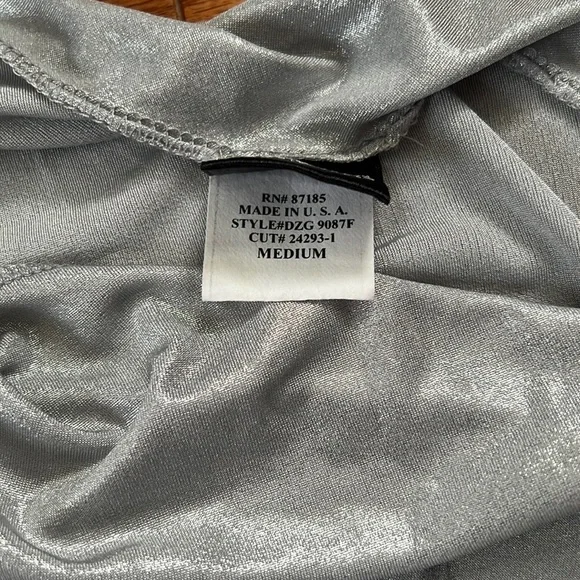 RN# 87185
MADE IN U. S. A.
STYLE#DZG 9087F
CUT# 24293-1
MEDIUM